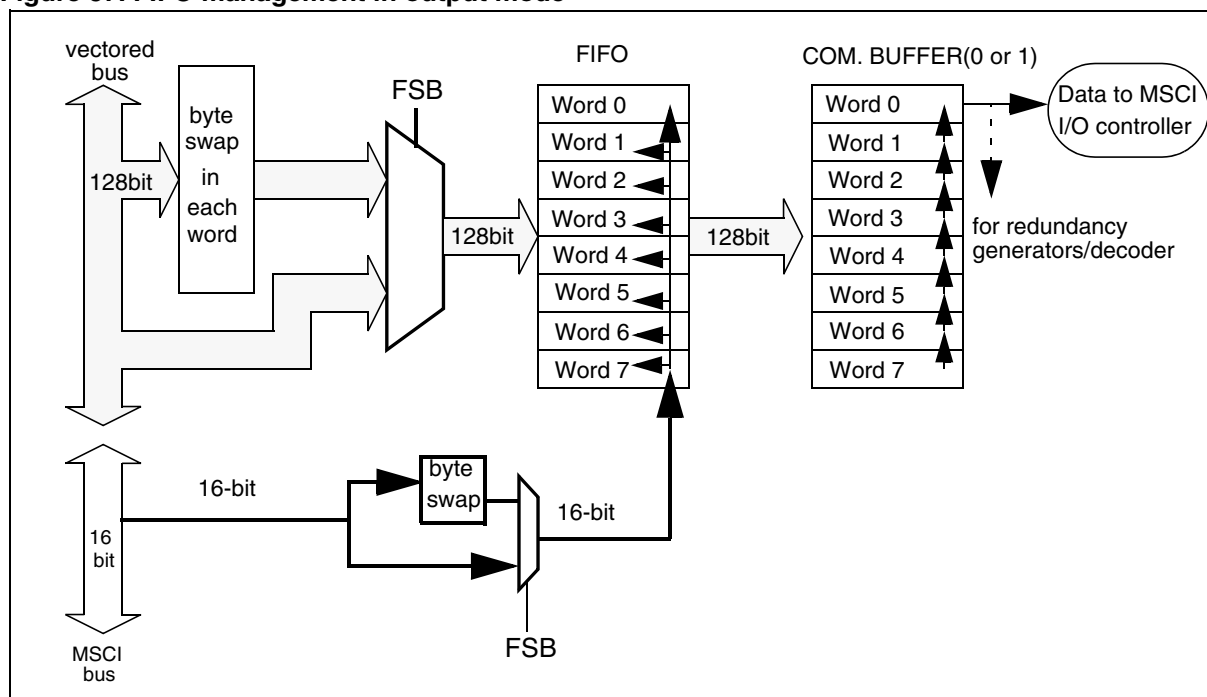 Figure FIFO management in output mode
vectored
bus
128bit
byte
swap
in
each
word
FSB
128bit
FIFO
Word 0
Word 1
Word 2
Word 3
Word 4
Word 5
Word 6
Word 7
128bit
COM. BUFFER(0 or 1)
Word 0
Word 1
Word 2
Word 3
Word 4
Word 5
Word 6
Word 7
Data to MSCI
I/O controller
for redundancy
generators/decoder
16
bit
MSCI
bus
16-bit
byte
swap
16-bit
FSB